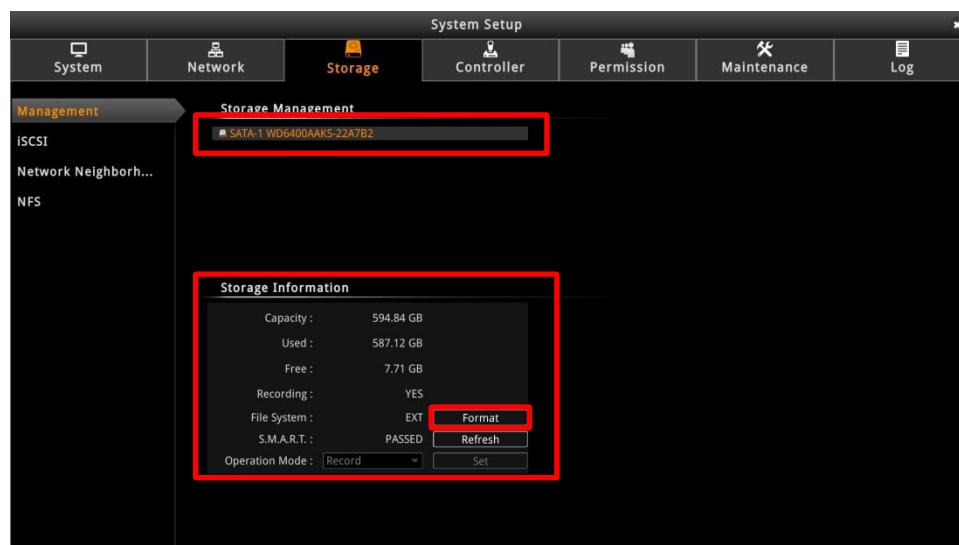 System Setup
System Network Storage Controller Permission Maintenance Log
Management
iSCSI
Network Neighborh...
NFS
Storage Management
SATA-1 WD6400AAKS-22A7B2
Storage Information
Capacity : 594.84 GB
Used : 587.12 GB
Free : 7.71 GB
Recording : YES
File System : EXT Format
S.M.A.R.T. : PASSED Refresh
Operation Mode : Record Set